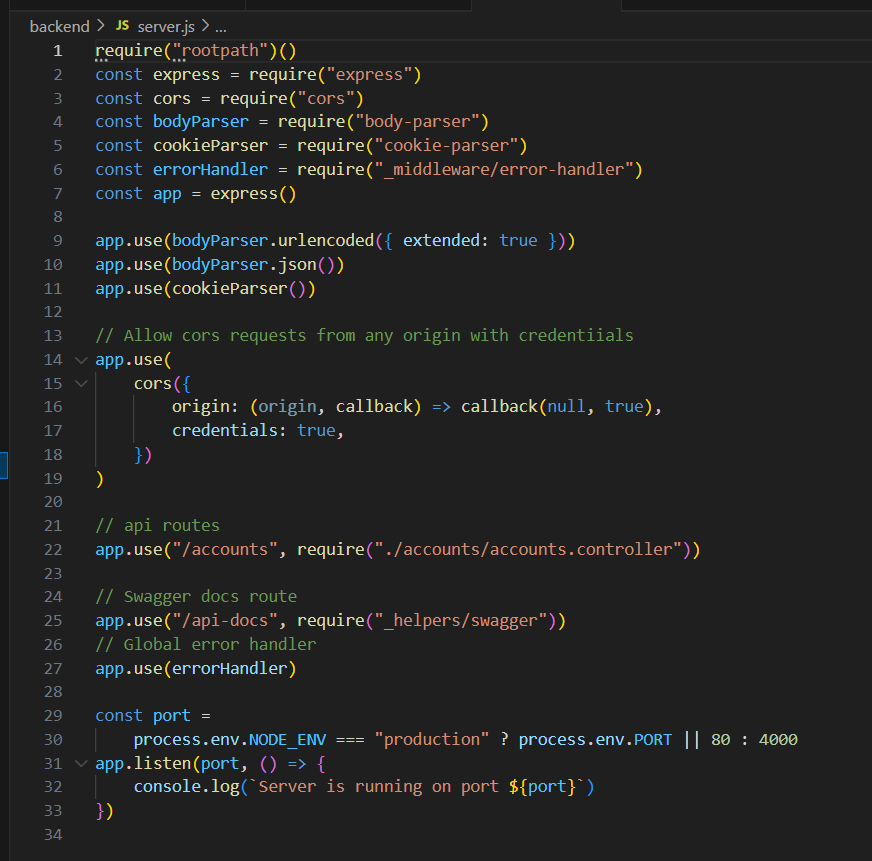 backend > JS server.js > ...
1 require("rootpath")()
2 const express = require("express")
3 const cors = require("cors")
4 const bodyParser = require("body-parser")
5 const cookieParser = require("cookie-parser")
6 const errorHandler = require("_middleware/error-handler")
7 const app = express()
8
9 app.use(bodyParser.urlencoded({ extended: true }))
10 app.use(bodyParser.json())
11 app.use(cookieParser())
12
13 // Allow cors requests from any origin with credentiials
14 app.use(
15     cors({
16         origin: (origin, callback) => callback(null, true),
17         credentials: true,
18     })
19 )
20
21 // api routes
22 app.use("/accounts", require("./accounts/accounts.controller"))
23
24 // Swagger docs route
25 app.use("/api-docs", require("_helpers/swagger"))
26 // Global error handler
27 app.use(errorHandler)
28
29 const port =
30     process.env.NODE_ENV === "production" ? process.env.PORT || 80 : 4000
31 app.listen(port, () => {
32     console.log(`Server is running on port ${port}`)
33 })
34